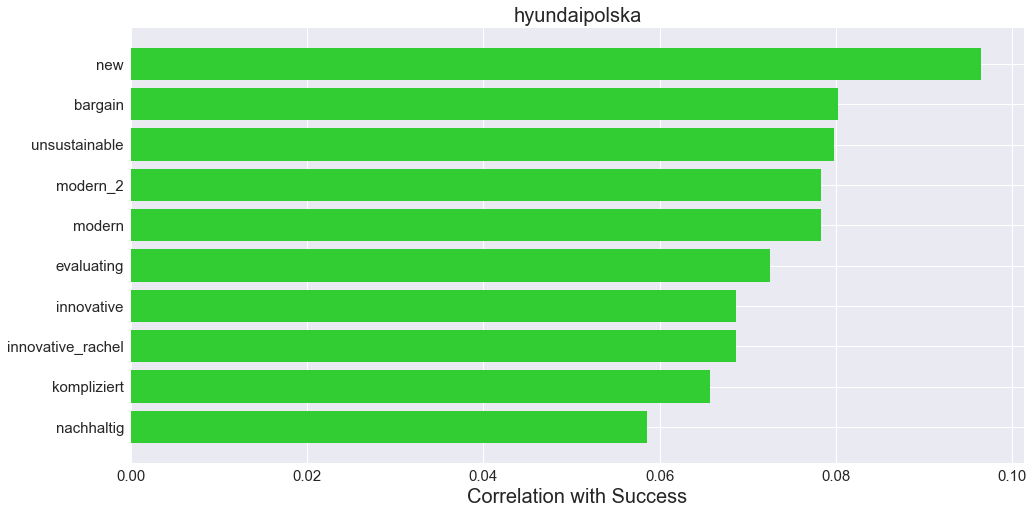 hyundaipolska
new
bargain
unsustainable
modern_2
modern
evaluating
innovative
innovative_rachel
kompliziert
nachhaltig
0.00 0.02 0.04 0.06 0.08 0.10
Correlation with Success